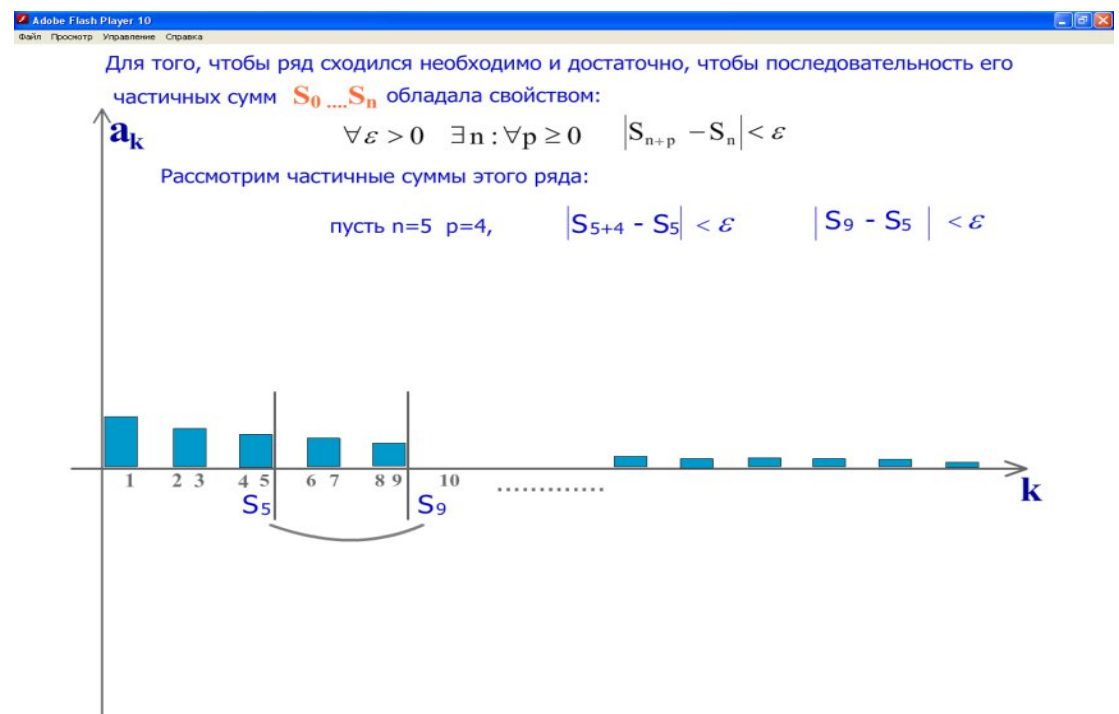 Adobe Flash Player 10
Файл Просмотр Управление Справка
Для того, чтобы ряд сходился необходимо и достаточно, чтобы последовательность его
частичных сумм S₀ ....Sₙ обладала свойством:
aₖ
∀ε > 0 ∃n : ∀p ≥ 0 |Sₙ₊ₚ − Sₙ| < ε
Рассмотрим частичные суммы этого ряда:
пусть n=5 p=4, |S₅₊₄ - S₅| < ε |S₉ - S₅| < ε
1 2 3 4 5 6 7 8 9 10 .............
k
S₅ S₉